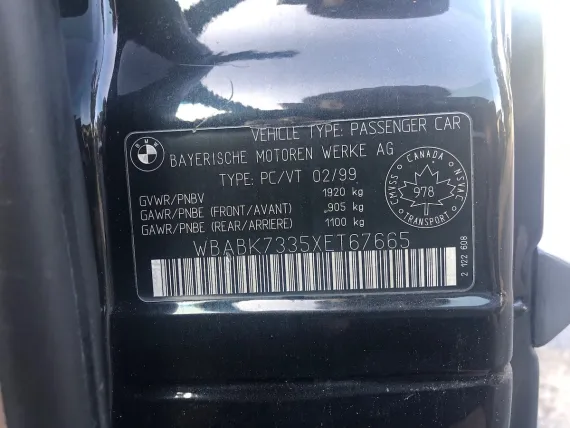 BMW
VEHICLE TYPE: PASSENGER CAR
BAYERISCHE MOTOREN WERKE AG
TYPE: PC/VT 02/99
GVWR/PNBV 1920 kg
GAWR/PNBE (FRONT/AVANT) 905 kg
GAWR/PNBE (REAR/ARRIERE) 1100 kg
CANADA
CMVSS
978
NSVAC
TRANSPORT
WBABK7335XET67665
2 122 608